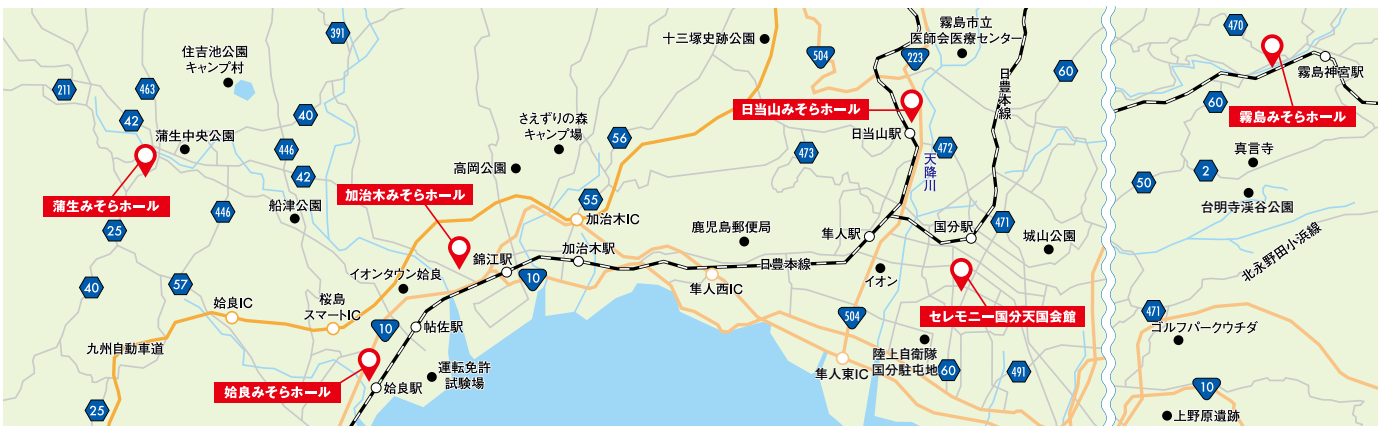 391
十三塚史跡公園
504
霧島市立
医師会医療センター
223
470
住吉池公園
キャンプ村
60
日豊本線
霧島神宮駅
211
463
60
42
40
日当山みそらホール
霧島みそらホール
さえずりの森
キャンプ場
56
日当山駅
蒲生中央公園
446
473
472
真言寺
高岡公園
天降川
2
42
50
蒲生みそらホール
加治木みそらホール
55
台明寺渓谷公園
446
船津公園
加治木IC
鹿児島郵便局
隼人駅
国分駅
471
城山公園
25
加治木駅
日豊本線
北永野田小浜線
錦江駅
10
隼人西IC
イオン
イオンタウン姶良
40
57
姶良IC
桜島
スマートIC
10
帖佐駅
504
セレモニー国分天国会館
471
ゴルフパークウチダ
九州自動車道
運転免許
試験場
隼人東IC
陸上自衛隊
国分駐屯地
60
491
姶良みそらホール
姶良駅
10
25
上野原遺跡